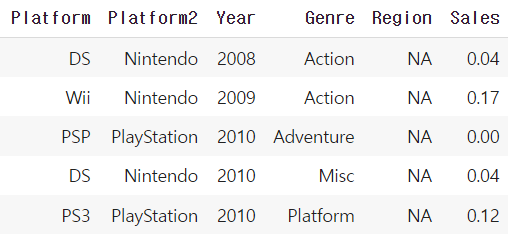 Platform Platform2 Year Genre Region Sales
DS Nintendo 2008 Action NA 0.04
Wii Nintendo 2009 Action NA 0.17
PSP PlayStation 2010 Adventure NA 0.00
DS Nintendo 2010 Misc NA 0.04
PS3 PlayStation 2010 Platform NA 0.12